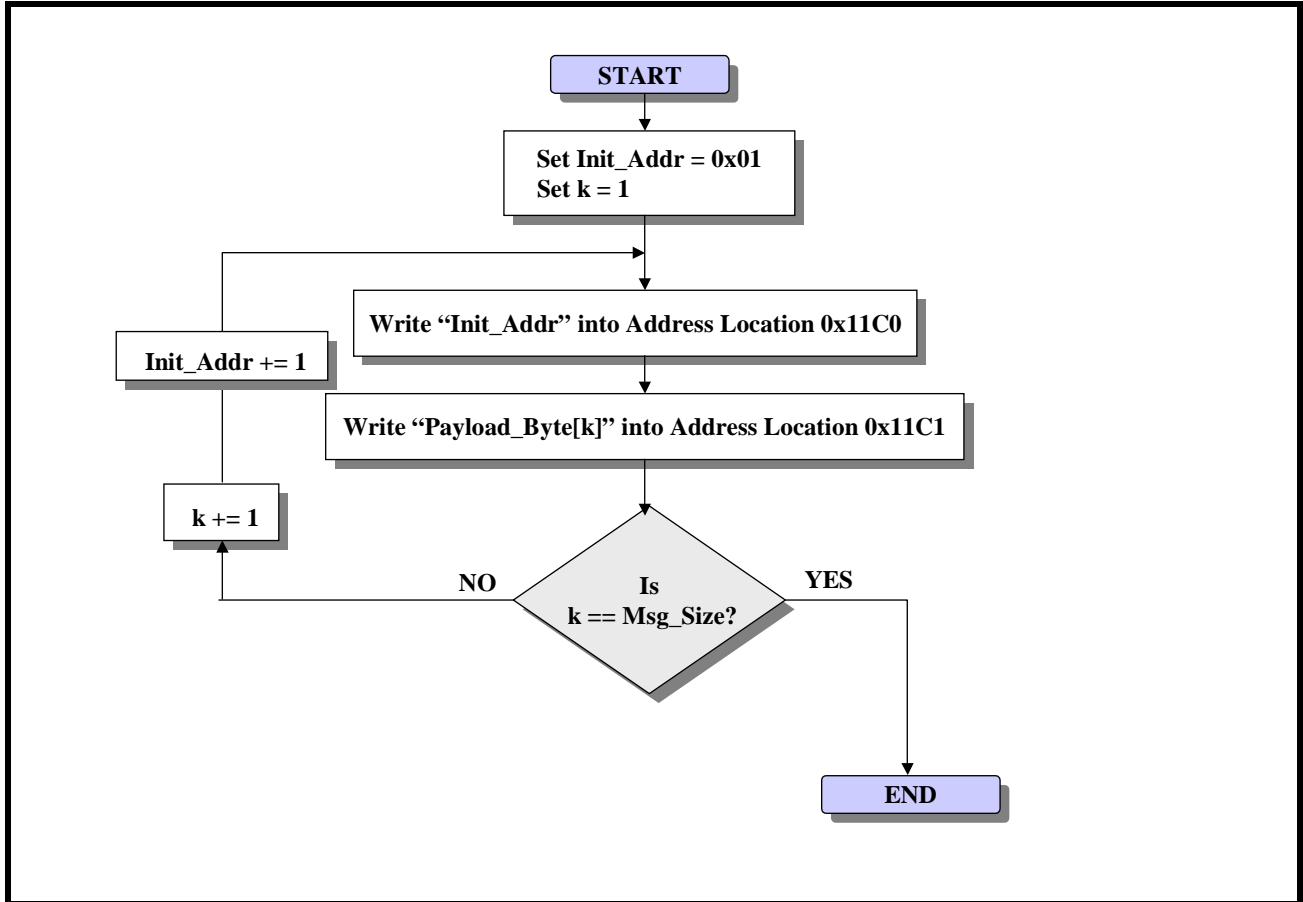 START
Set Init_Addr = 0x01
Set k = 1
Write “Init_Addr” into Address Location 0x11C0
Init_Addr += 1
Write “Payload_Byte[k]” into Address Location 0x11C1
k += 1
NO
Is
k == Msg_Size?
YES
END